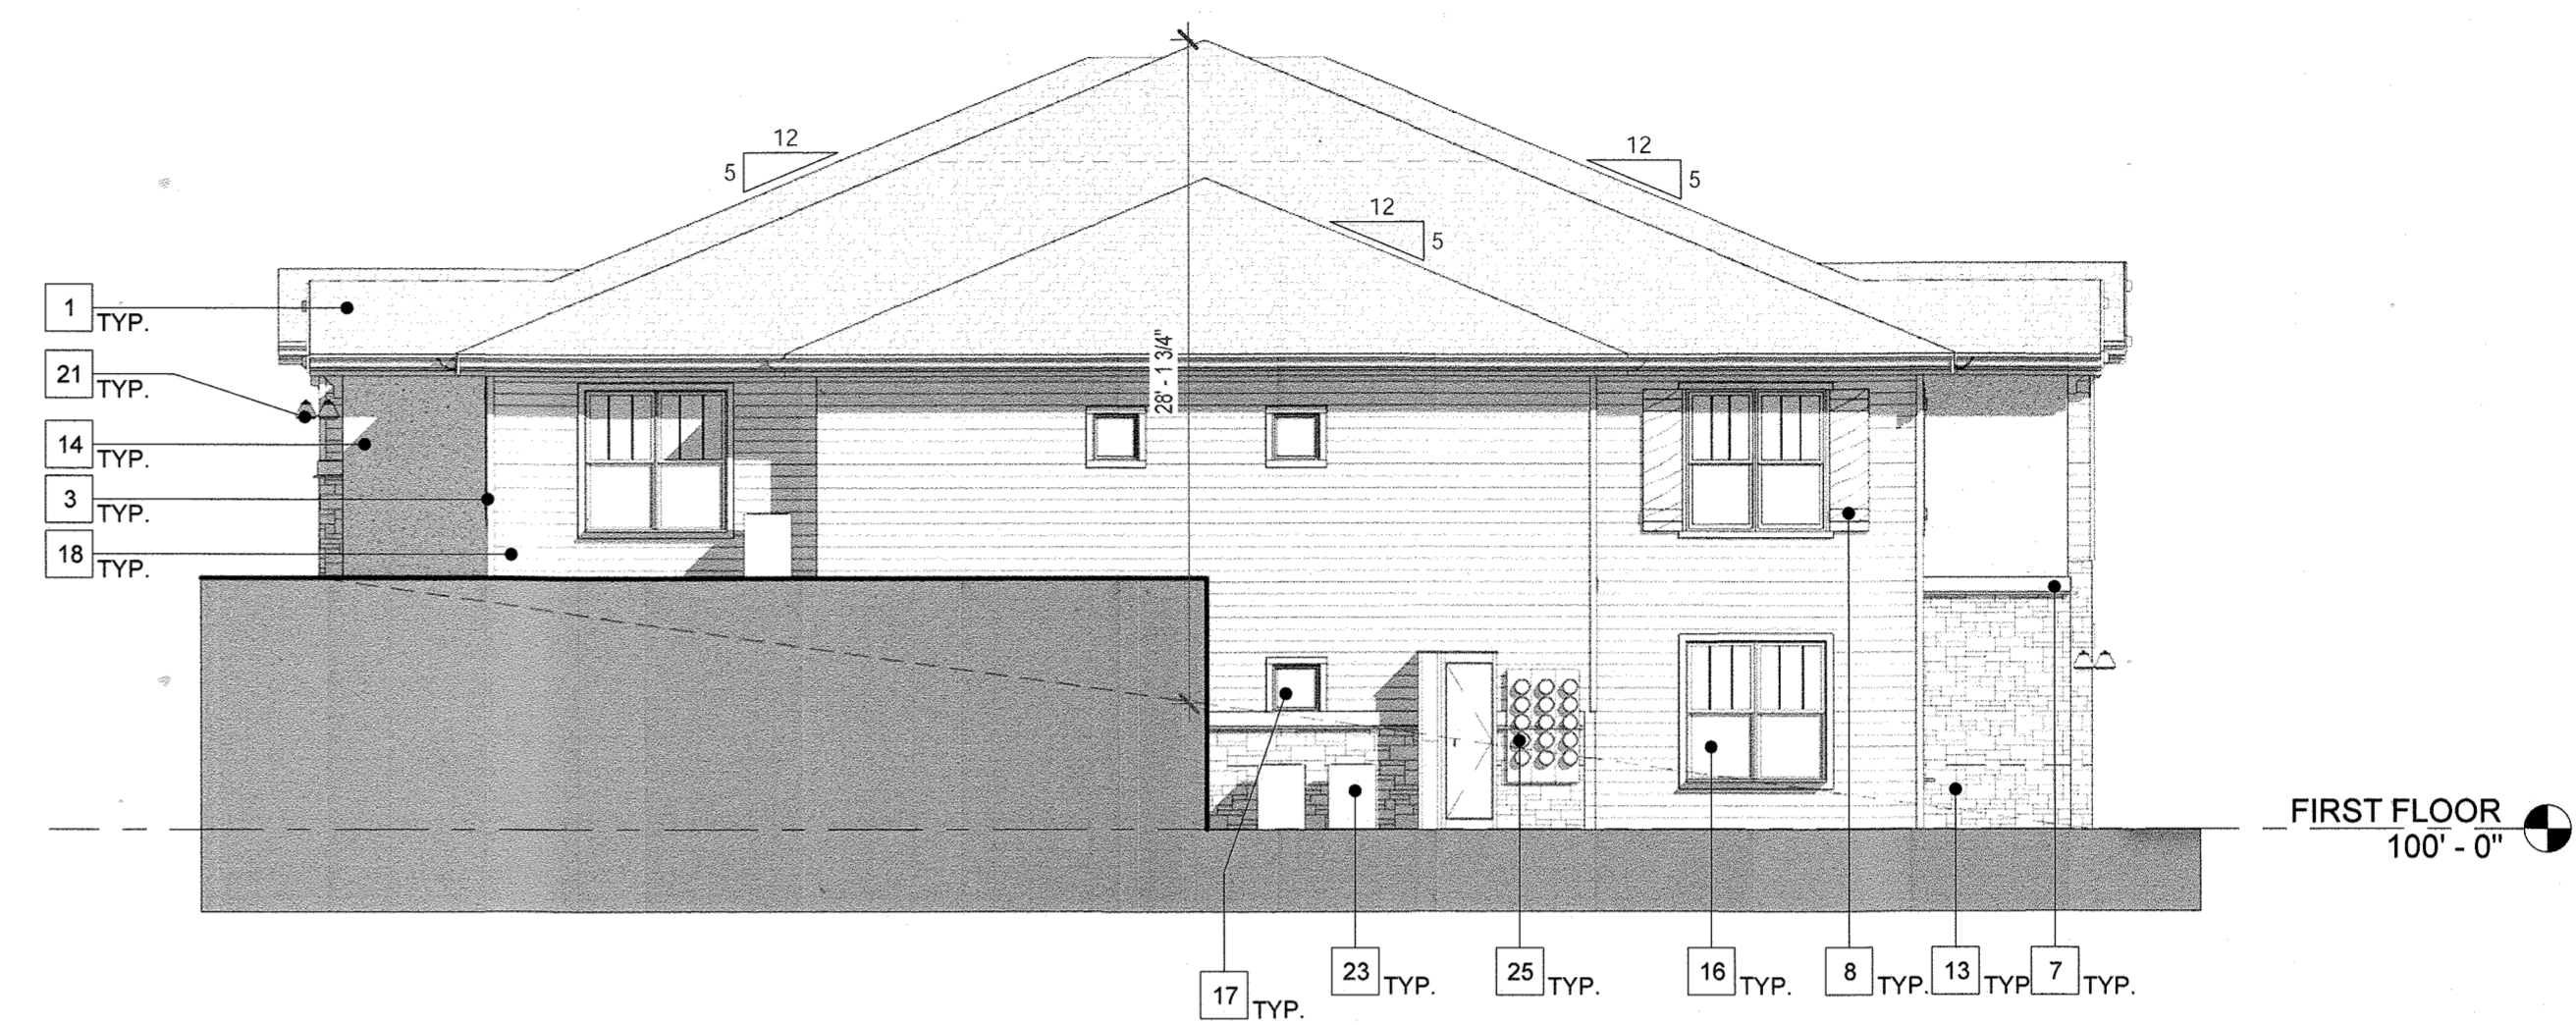 12
5
12
5
12
5
1 TYP.
21 TYP.
14 TYP.
3 TYP.
18 TYP.
28' - 1 3/4"
FIRST FLOOR
100' - 0"
17 TYP.
23 TYP.
25 TYP.
16 TYP.
8 TYP.
13 TYP
7 TYP.